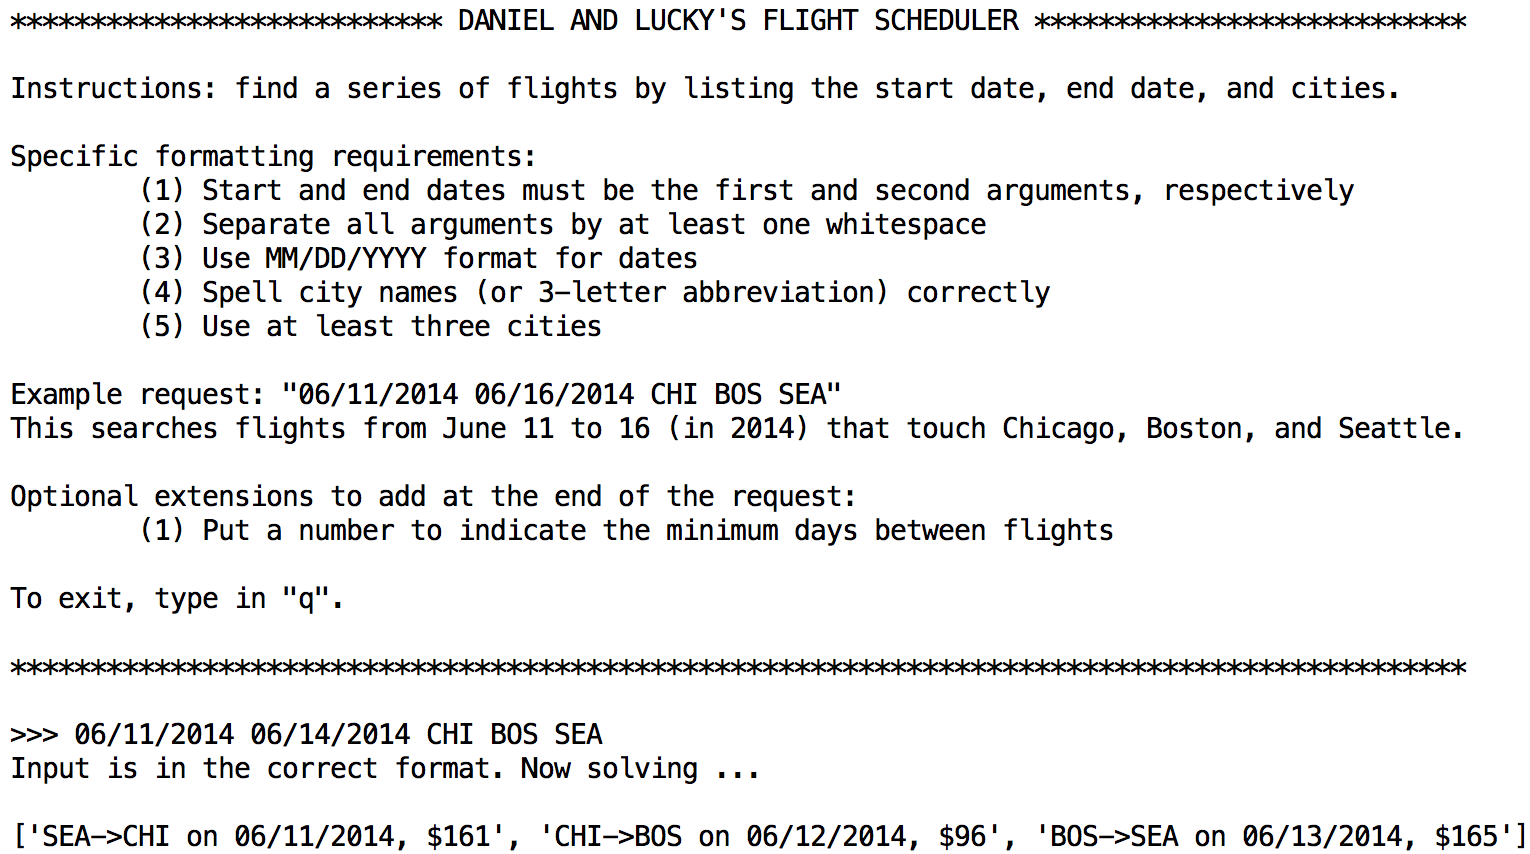 *************************** DANIEL AND LUCKY'S FLIGHT SCHEDULER ***************************
Instructions: find a series of flights by listing the start date, end date, and cities.
Specific formatting requirements:
(1) Start and end dates must be the first and second arguments, respectively
(2) Separate all arguments by at least one whitespace
(3) Use MM/DD/YYYY format for dates
(4) Spell city names (or 3-letter abbreviation) correctly
(5) Use at least three cities
Example request: "06/11/2014 06/16/2014 CHI BOS SEA"
This searches flights from June 11 to 16 (in 2014) that touch Chicago, Boston, and Seattle.
Optional extensions to add at the end of the request:
(1) Put a number to indicate the minimum days between flights
To exit, type in "q".
*******************************************************************************************
>>> 06/11/2014 06/14/2014 CHI BOS SEA
Input is in the correct format. Now solving ...
['SEA->CHI on 06/11/2014, $161', 'CHI->BOS on 06/12/2014, $96', 'BOS->SEA on 06/13/2014, $165']